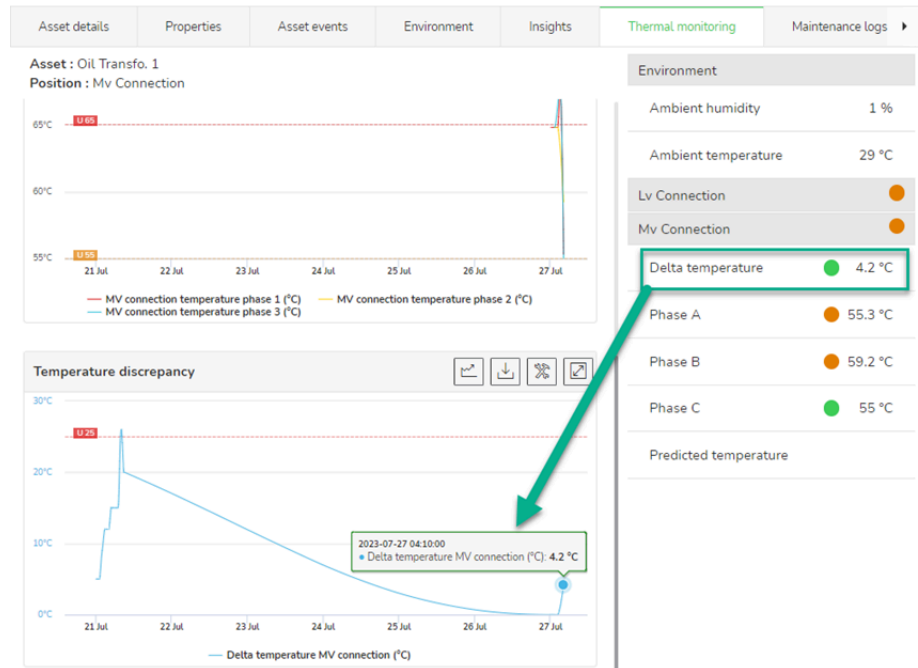 Asset details Properties Asset events Environment Insights Thermal monitoring Maintenance logs
Asset : Oil Transfo. 1
Position : Mv Connection
65°C
U 65
60°C
55°C
U 55
21 Jul 22 Jul 23 Jul 24 Jul 25 Jul 26 Jul 27 Jul
MV connection temperature phase 1 (°C) MV connection temperature phase 2 (°C)
MV connection temperature phase 3 (°C)
Temperature discrepancy
30°C
U 25
20°C
10°C
0°C
2023-07-27 04:10:00
Delta temperature MV connection (°C): 4.2 °C
21 Jul 22 Jul 23 Jul 24 Jul 25 Jul 26 Jul 27 Jul
Delta temperature MV connection (°C)
Environment
Ambient humidity 1 %
Ambient temperature 29 °C
Lv Connection
Mv Connection
Delta temperature 4.2 °C
Phase A 55.3 °C
Phase B 59.2 °C
Phase C 55 °C
Predicted temperature